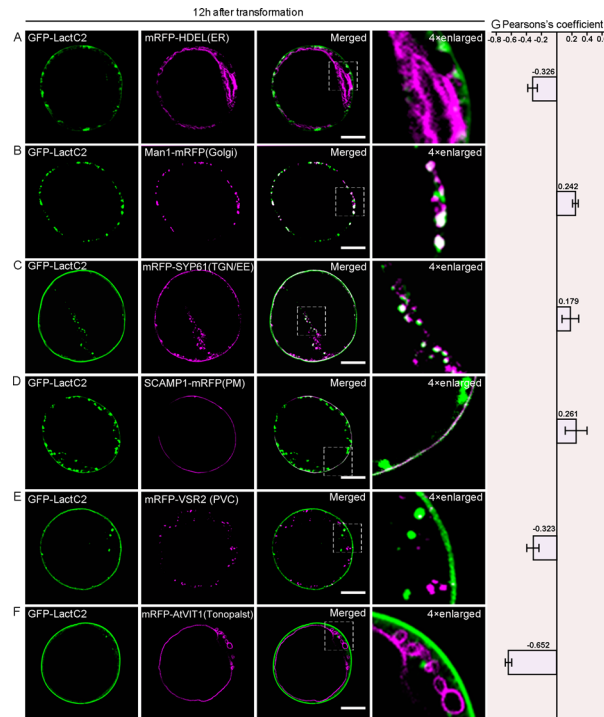 12h after transformation
G Pearsons's coefficient
-0.8 -0.6 -0.4 -0.2 0.2 0.4 0.6 0.8
A GFP-LactC2 mRFP-HDEL(ER) Merged 4×enlarged
-0.326
B GFP-LactC2 Man1-mRFP(Golgi) Merged 4×enlarged
0.242
C GFP-LactC2 mRFP-SYP61(TGN/EE) Merged 4×enlarged
0.179
D GFP-LactC2 SCAMP1-mRFP(PM) Merged 4×enlarged
0.261
E GFP-LactC2 mRFP-VSR2 (PVC) Merged 4×enlarged
-0.323
F GFP-LactC2 mRFP-AtVIT1(Tonopalst) Merged 4×enlarged
-0.652